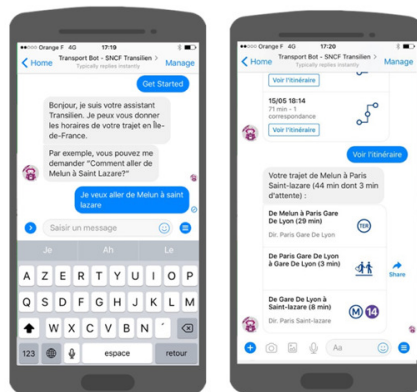 Orange F 4G 17:19
Home Transport Bot - SNCF Transilien > Manage
Typically replies instantly
Get Started
Bonjour, je suis votre assistant
Transilien. Je peux vous donner
les horaires de votre trajet en Île-
de-France.
Par exemple, vous pouvez me
demander "Comment aller de
Melun à Saint Lazare?"
Je veux aller de Melun à saint
lazare
Saisir un message
Je Ah Le
A Z E R T Y U I O P
Q S D F G H J K L M
W X C V B N ´
123 espace retour
Orange F 4G 17:20
Home Transport Bot - SNCF Transilien > Manage
Typically replies instantly
Voir l'itinéraire
15/05 18:14
71 min - 1
correspondance
Voir l'itinéraire
Voir l'itinéraire
Votre trajet de Melun à Paris
Saint-lazare (44 min dont 3 min
d'attente) :
De Melun à Paris Gare
De Lyon (29 min)
Dir. Paris Gare De Lyon
TER
De Paris Gare De Lyon
à Gare De Lyon (3 min)
Share
De Gare De Lyon à
Saint-lazare (8 min)
Dir. Paris Saint-lazare
M 14
Aa